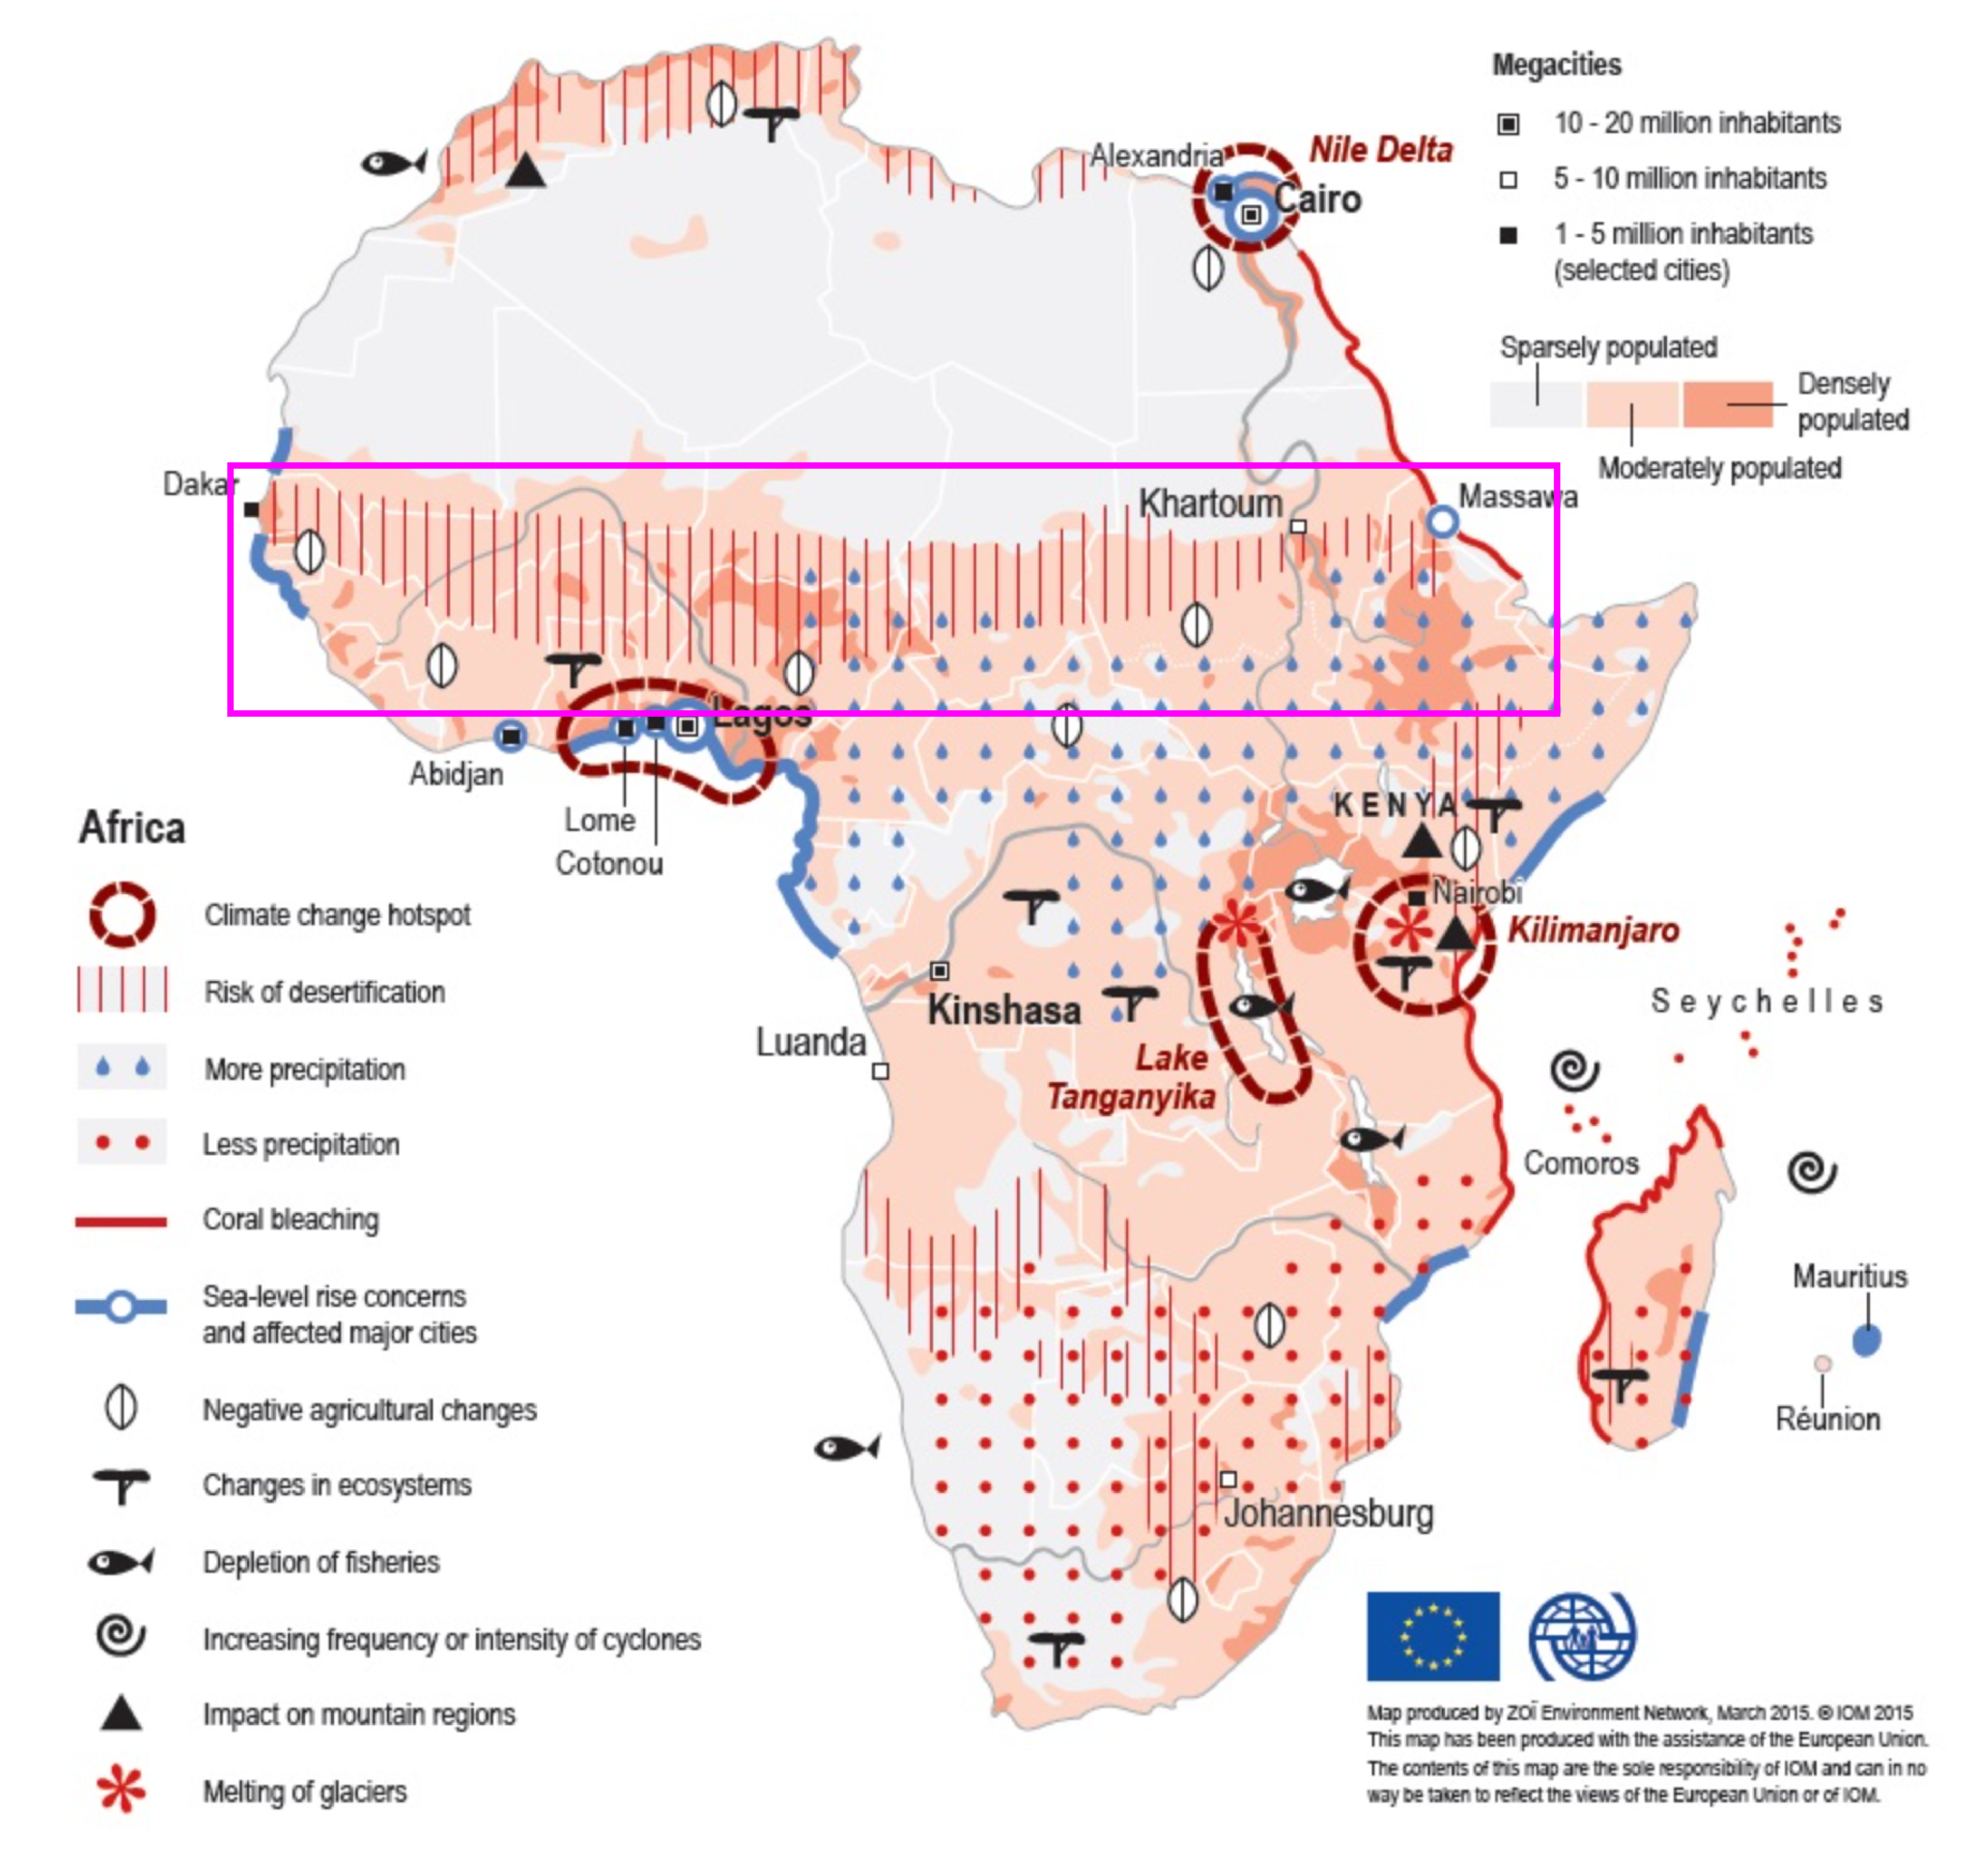 Megacities
10 - 20 million inhabitants
5 - 10 million inhabitants
1 - 5 million inhabitants
(selected cities)
Sparsely populated
Densely
populated
Moderately populated
Alexandria
Nile Delta
Cairo
Dakar
Khartoum
Massawa
Lagos
Abidjan
Lome
Cotonou
KENYA
Nairobi
Kilimanjaro
Seychelles
Kinshasa
Luanda
Lake
Tanganyika
Comoros
Mauritius
Réunion
Johannesburg
Africa
Climate change hotspot
Risk of desertification
More precipitation
Less precipitation
Coral bleaching
Sea-level rise concerns
and affected major cities
Negative agricultural changes
Changes in ecosystems
Depletion of fisheries
Increasing frequency or intensity of cyclones
Impact on mountain regions
Melting of glaciers
Map produced by ZOÏ Environment Network, March 2015. © IOM 2015
This map has been produced with the assistance of the European Union.
The contents of this map are the sole responsibility of IOM and can in no
way be taken to reflect the views of the European Union or of IOM.